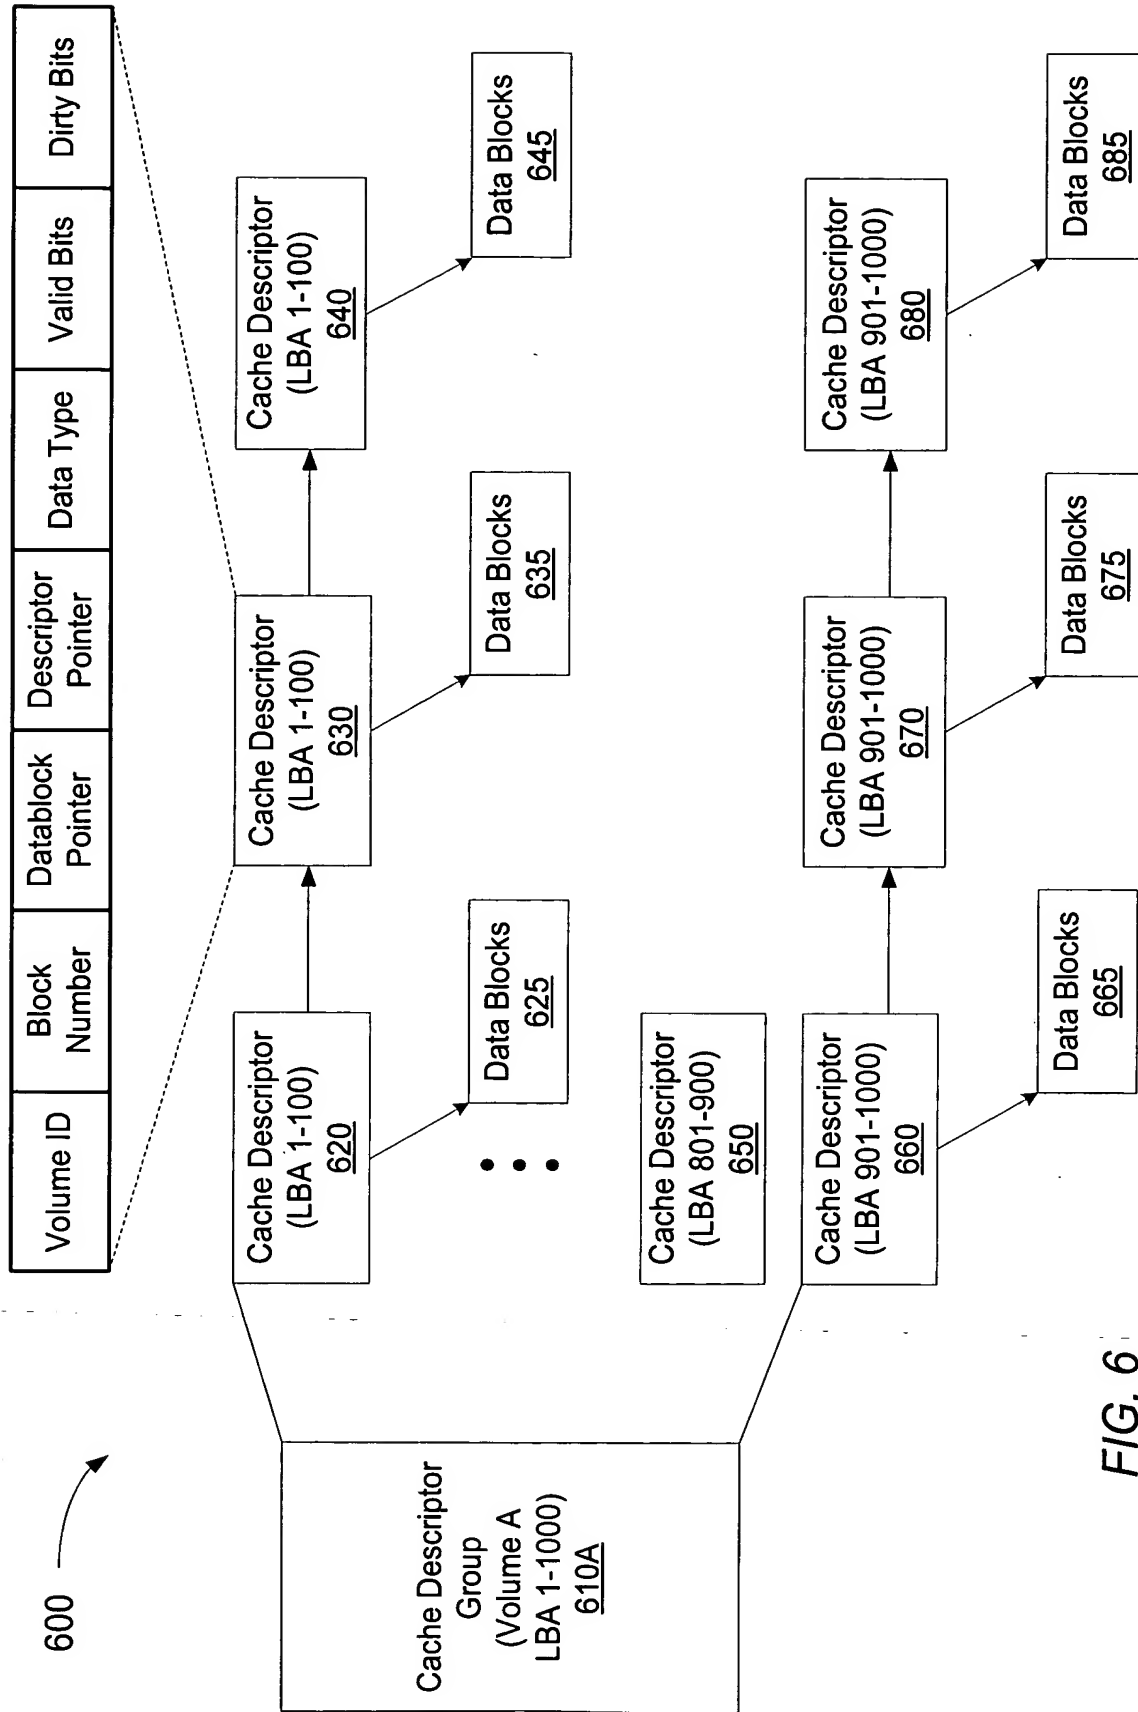 600
Volume ID
Block
Number
Datablock
Pointer
Descriptor
Pointer
Data Type
Valid Bits
Dirty Bits
Cache Descriptor
Group
(Volume A
LBA 1-1000)
610A
Cache Descriptor
(LBA 1-100)
620
Cache Descriptor
(LBA 1-100)
630
Cache Descriptor
(LBA 1-100)
640
Data Blocks
625
Data Blocks
635
Data Blocks
645
Cache Descriptor
(LBA 801-900)
650
Cache Descriptor
(LBA 901-1000)
660
Cache Descriptor
(LBA 901-1000)
670
Cache Descriptor
(LBA 901-1000)
680
Data Blocks
665
Data Blocks
675
Data Blocks
685
FIG. 6